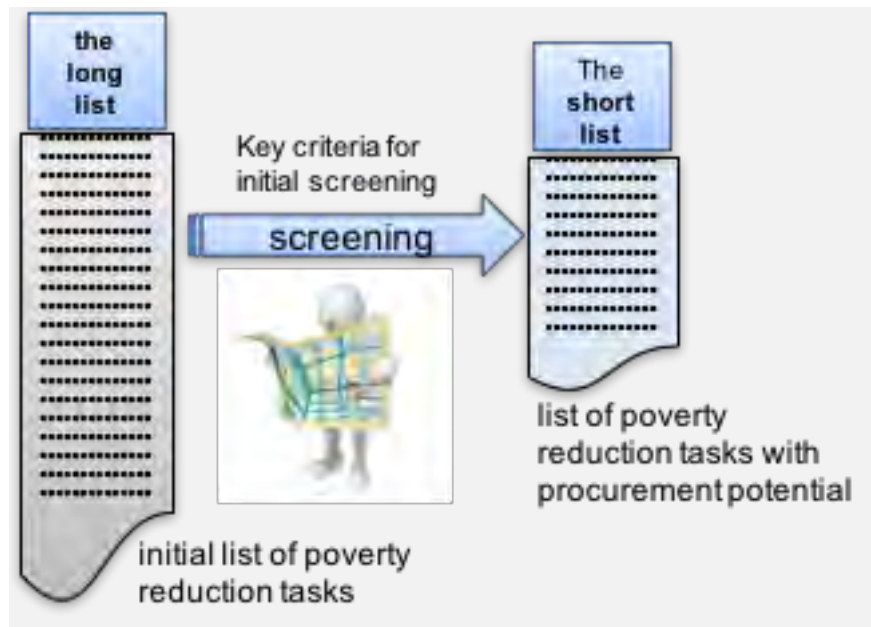 the
long
list
Key criteria for
initial screening
screening
The
short
list
list of poverty
reduction tasks with
procurement potential
initial list of poverty
reduction tasks